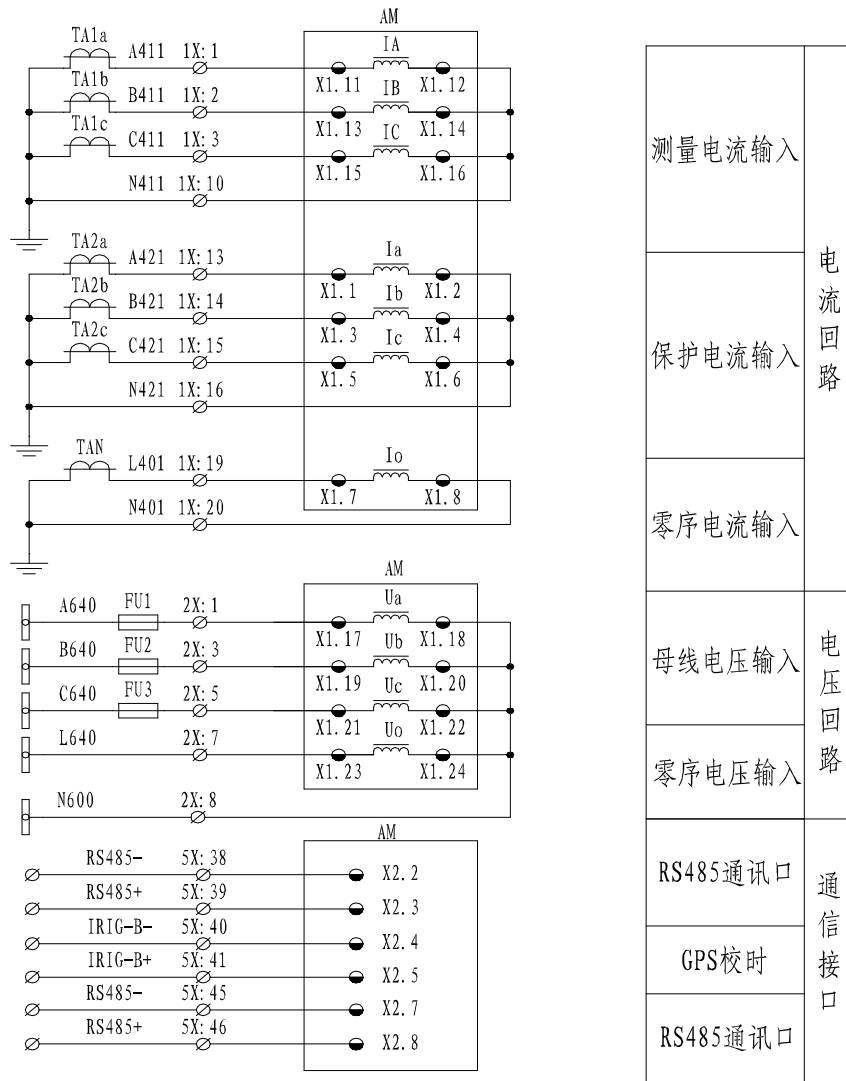 AM
TA1a A411 1X:1 IA
X1.11 X1.12
TA1b B411 1X:2 IB
X1.13 X1.14
TA1c C411 1X:3 IC
X1.15 X1.16
N411 1X:10
测量电流输入
TA2a A421 1X:13 Ia
X1.1 X1.2
TA2b B421 1X:14 Ib
X1.3 X1.4
TA2c C421 1X:15 Ic
X1.5 X1.6
N421 1X:16
保护电流输入
电流回路
TAN L401 1X:19 Io
X1.7 X1.8
N401 1X:20
零序电流输入
AM
A640 FU1 2X:1 Ua
X1.17 X1.18
B640 FU2 2X:3 Ub
X1.19 X1.20
C640 FU3 2X:5 Uc
X1.21 X1.22
母线电压输入
L640 2X:7 Uo
X1.23 X1.24
N600 2X:8
零序电压输入
电压回路
AM
RS485- 5X:38 X2.2
RS485+ 5X:39 X2.3
RS485通讯口
IRIG-B- 5X:40 X2.4
IRIG-B+ 5X:41 X2.5
GPS校时
RS485- 5X:45 X2.7
RS485+ 5X:46 X2.8
RS485通讯口
通信接口